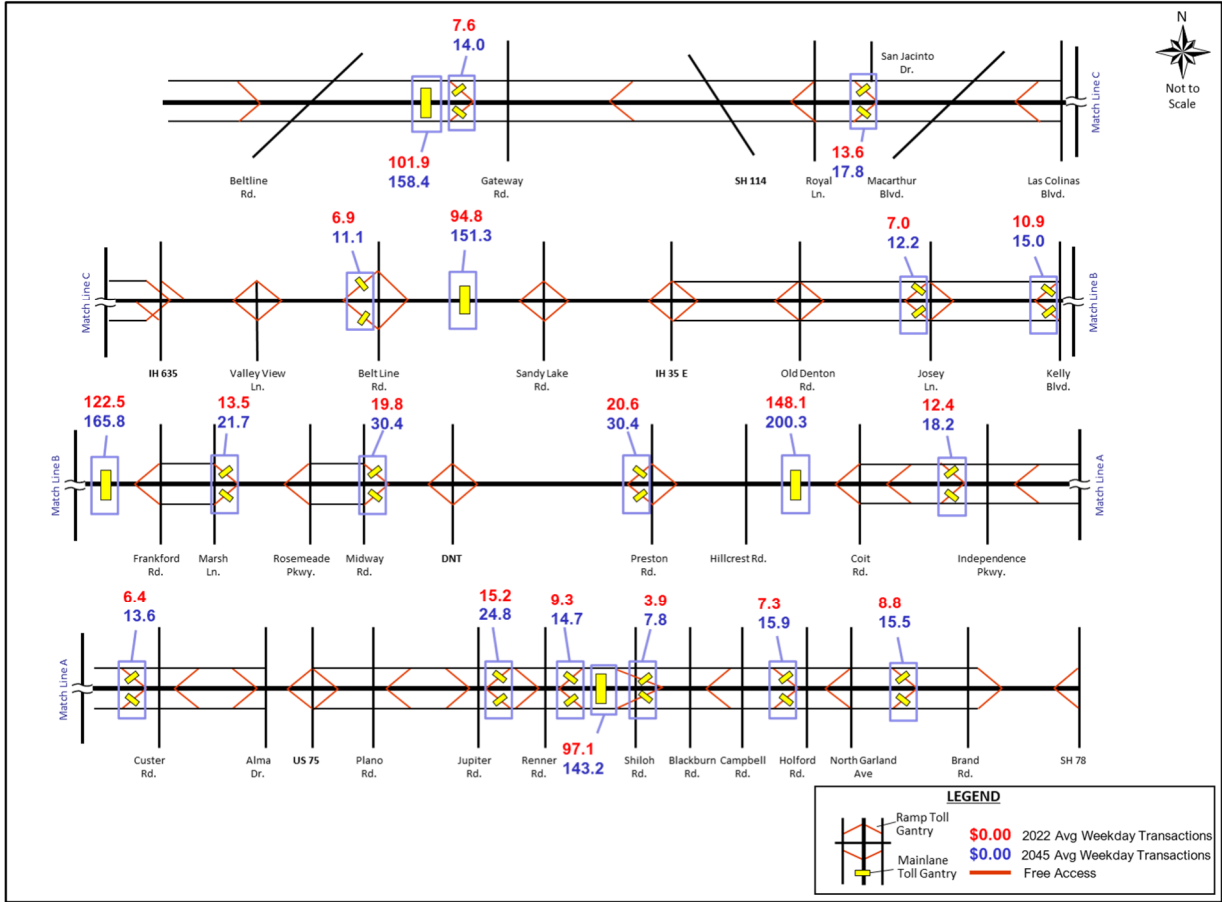 N
Not to
Scale
7.6
14.0
San Jacinto
Dr.
Match Line C
101.9
158.4
13.6
17.8
Beltline
Rd.
Gateway
Rd.
SH 114
Royal
Ln.
Macarthur
Blvd.
Las Colinas
Blvd.
6.9
11.1
94.8
151.3
7.0
12.2
10.9
15.0
Match Line C
Match Line B
IH 635
Valley View
Ln.
Belt Line
Rd.
Sandy Lake
Rd.
IH 35 E
Old Denton
Rd.
Josey
Ln.
Kelly
Blvd.
122.5
165.8
13.5
21.7
19.8
30.4
20.6
30.4
148.1
200.3
12.4
18.2
Match Line B
Match Line A
Frankford
Rd.
Marsh
Ln.
Rosemeade
Pkwy.
Midway
Rd.
DNT
Preston
Rd.
Hillcrest Rd.
Coit
Rd.
Independence
Pkwy.
6.4
13.6
15.2
24.8
9.3
14.7
3.9
7.8
7.3
15.9
8.8
15.5
Match Line A
97.1
143.2
Custer
Rd.
Alma
Dr.
US 75
Plano
Rd.
Jupiter
Rd.
Renner
Rd.
Shiloh
Rd.
Blackburn
Rd.
Campbell
Rd.
Holford
Rd.
North Garland
Ave
Brand
Rd.
SH 78
LEGEND
Ramp Toll
Gantry
Mainlane
Toll Gantry
$0.00 2022 Avg Weekday Transactions
$0.00 2045 Avg Weekday Transactions
Free Access